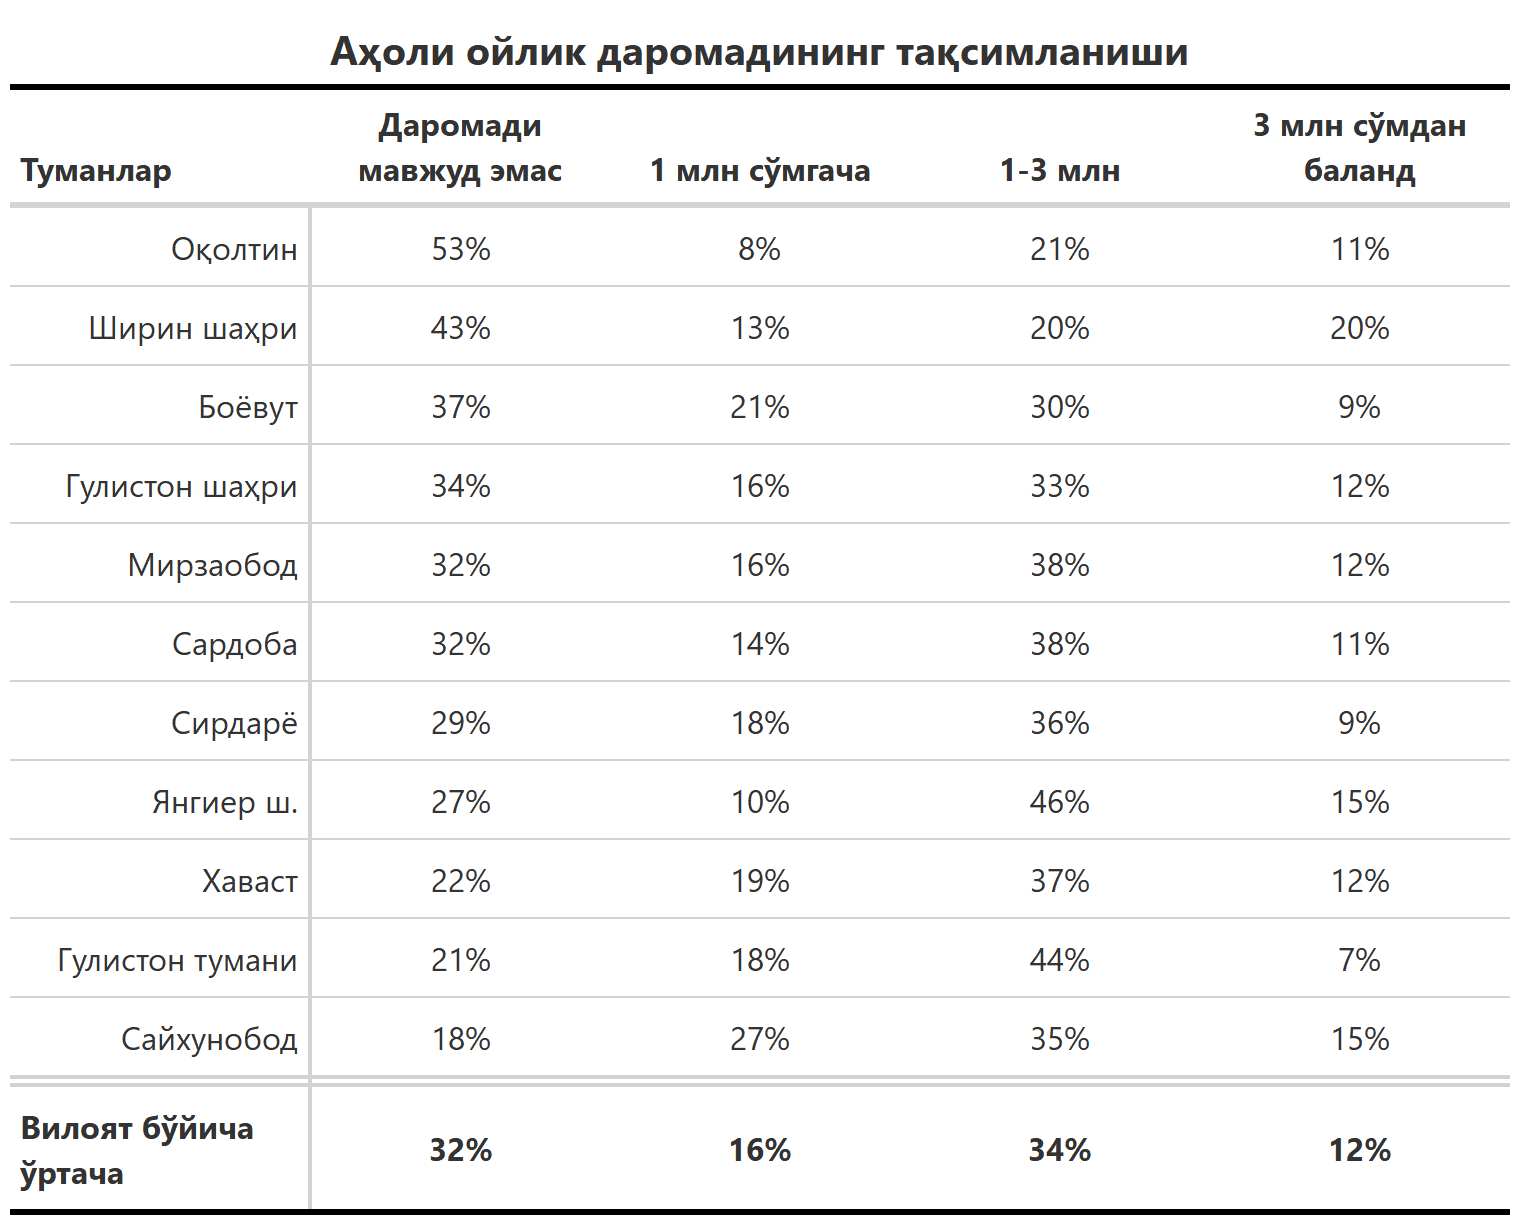 Аҳоли ойлик даромадининг тақсимланиши
Туманлар Даромади мавжуд эмас 1 млн сўмгача 1-3 млн 3 млн сўмдан баланд
Оқолтин 53% 8% 21% 11%
Ширин шаҳри 43% 13% 20% 20%
Боёвут 37% 21% 30% 9%
Гулистон шаҳри 34% 16% 33% 12%
Мирзаобод 32% 16% 38% 12%
Сардоба 32% 14% 38% 11%
Сирдарё 29% 18% 36% 9%
Янгиер ш. 27% 10% 46% 15%
Хаваст 22% 19% 37% 12%
Гулистон тумани 21% 18% 44% 7%
Сайхунобод 18% 27% 35% 15%
Вилоят бўйича ўртача 32% 16% 34% 12%